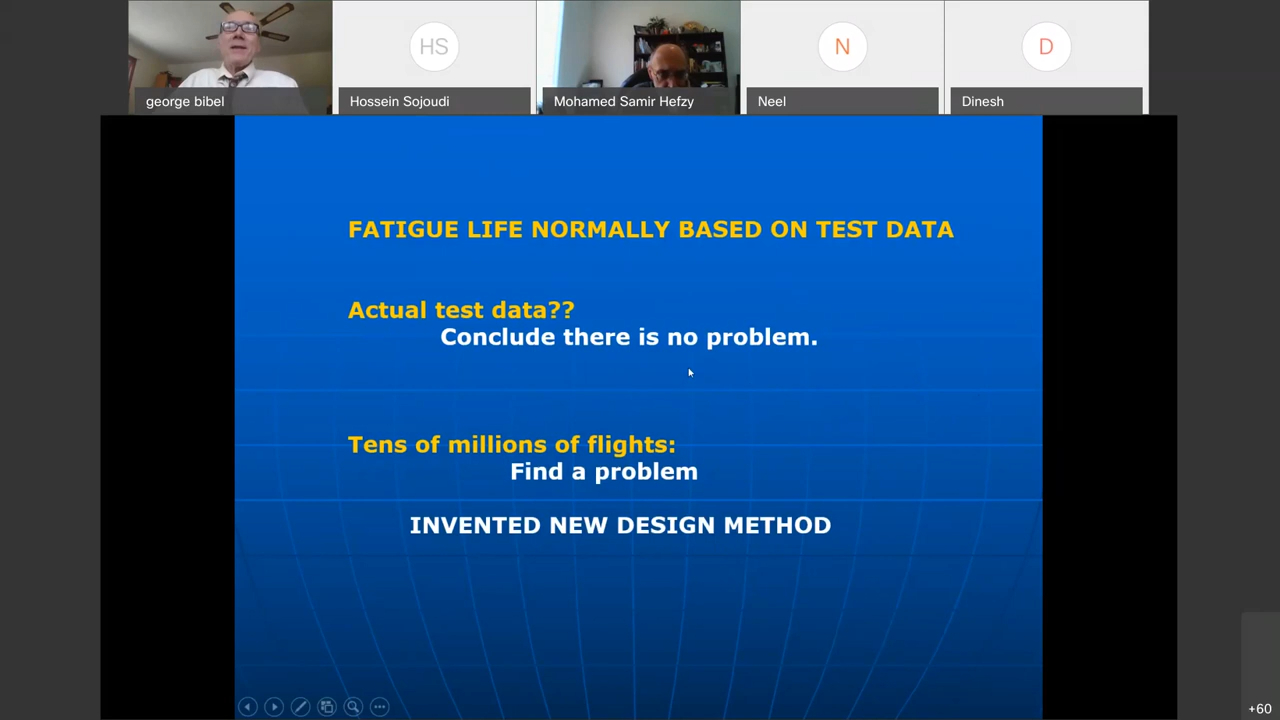 george bibel
HS
Hossein Sojoudi
Mohamed Samir Hefzy
N
Neel
D
Dinesh
FATIGUE LIFE NORMALLY BASED ON TEST DATA
Actual test data??
Conclude there is no problem.
Tens of millions of flights:
Find a problem
INVENTED NEW DESIGN METHOD
+60